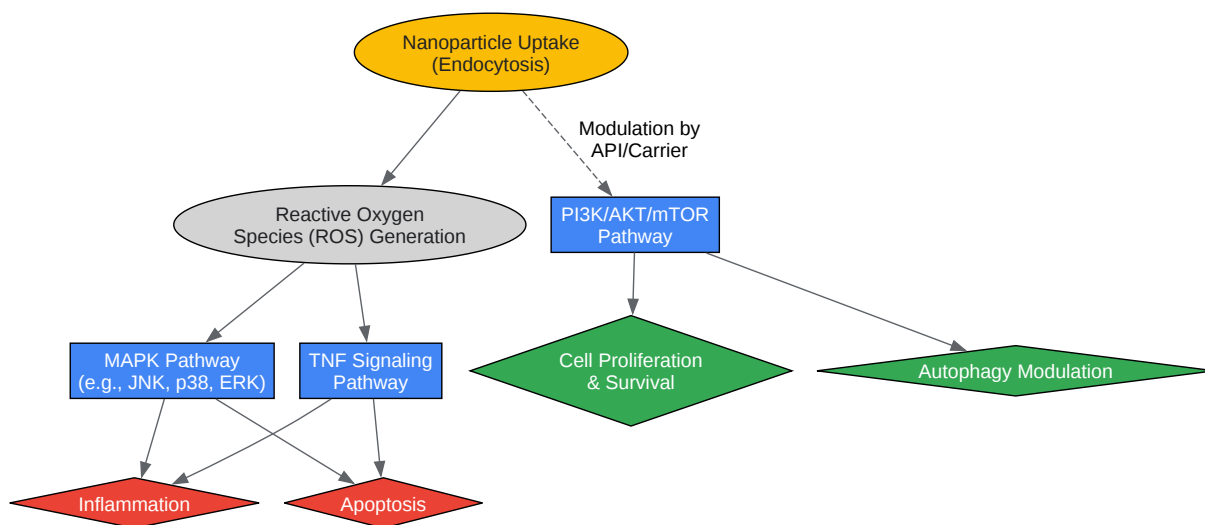 Nanoparticle Uptake
(Endocytosis)
Modulation by
API/Carrier
Reactive Oxygen
Species (ROS) Generation
PI3K/AKT/mTOR
Pathway
MAPK Pathway
(e.g., JNK, p38, ERK)
TNF Signaling
Pathway
Cell Proliferation
& Survival
Autophagy Modulation
Inflammation
Apoptosis